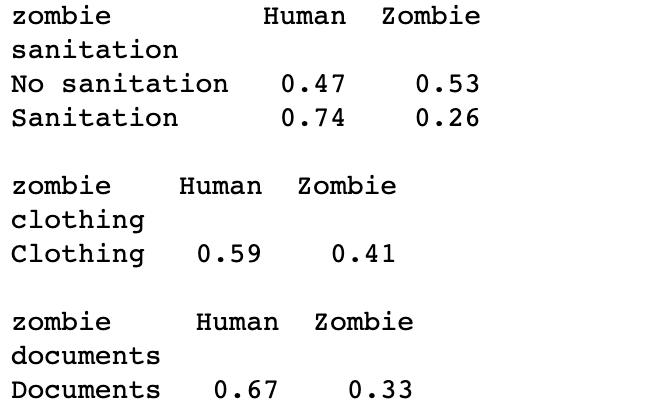 zombie Human Zombie
sanitation
No sanitation 0.47 0.53
Sanitation 0.74 0.26
zombie Human Zombie
clothing
Clothing 0.59 0.41
zombie Human Zombie
documents
Documents 0.67 0.33